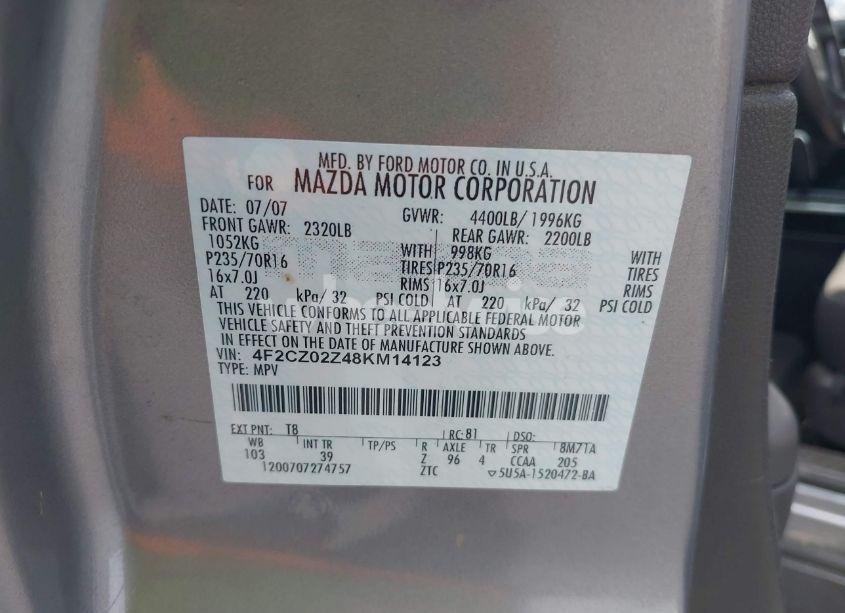 MFD. BY FORD MOTOR CO. IN U.S.A.
FOR MAZDA MOTOR CORPORATION
DATE: 07/07 GVWR: 4400LB/ 1996KG
FRONT GAWR: 2320LB REAR GAWR: 2200LB
1052KG WITH 998KG WITH
P235/70R16 TIRES P235/70R16 TIRES
16x7.0J RIMS 16x7.0J RIMS
AT 220 kPa/ 32 PSI COLD AT 220 kPa/ 32 PSI COLD
THIS VEHICLE CONFORMS TO ALL APPLICABLE FEDERAL MOTOR
VEHICLE SAFETY AND THEFT PREVENTION STANDARDS
IN EFFECT ON THE DATE OF MANUFACTURE SHOWN ABOVE.
VIN: 4F2CZ02Z48KM14123
TYPE: MPV
EXT PNT: T8 RC: 81 DSO:
WB INT TR TP/PS R AXLE TR SPR 8M71A
103 39 Z 96 4 CCAA 205
1200707274757 ZTC 5U5A-1520472-BA